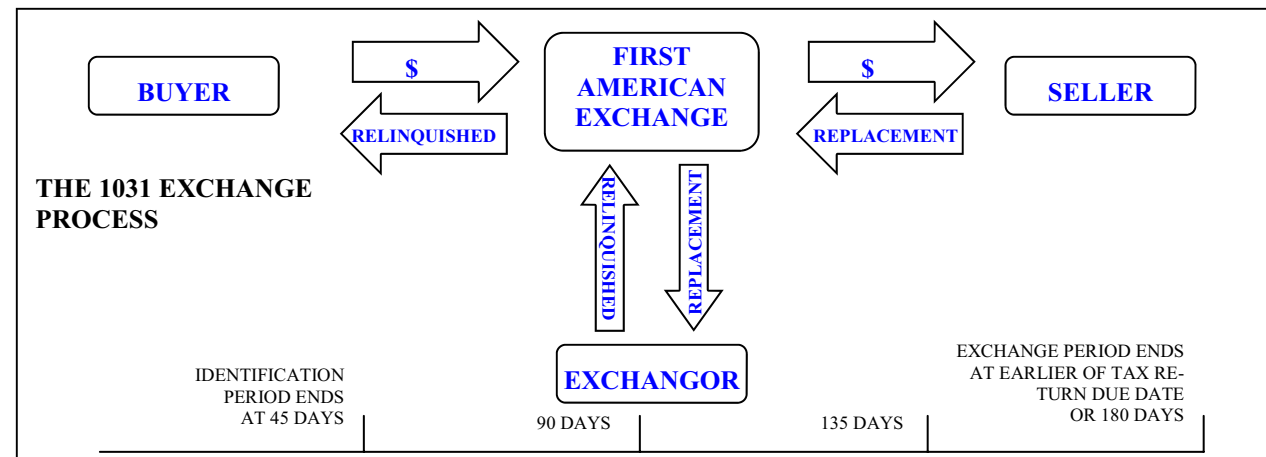 BUYER
$
RELINQUISHED
FIRST
AMERICAN
EXCHANGE
$
REPLACEMENT
SELLER
THE 1031 EXCHANGE
PROCESS
RELINQUISHED
REPLACEMENT
EXCHANGOR
IDENTIFICATION
PERIOD ENDS
AT 45 DAYS
90 DAYS
135 DAYS
EXCHANGE PERIOD ENDS
AT EARLIER OF TAX RE-
TURN DUE DATE
OR 180 DAYS